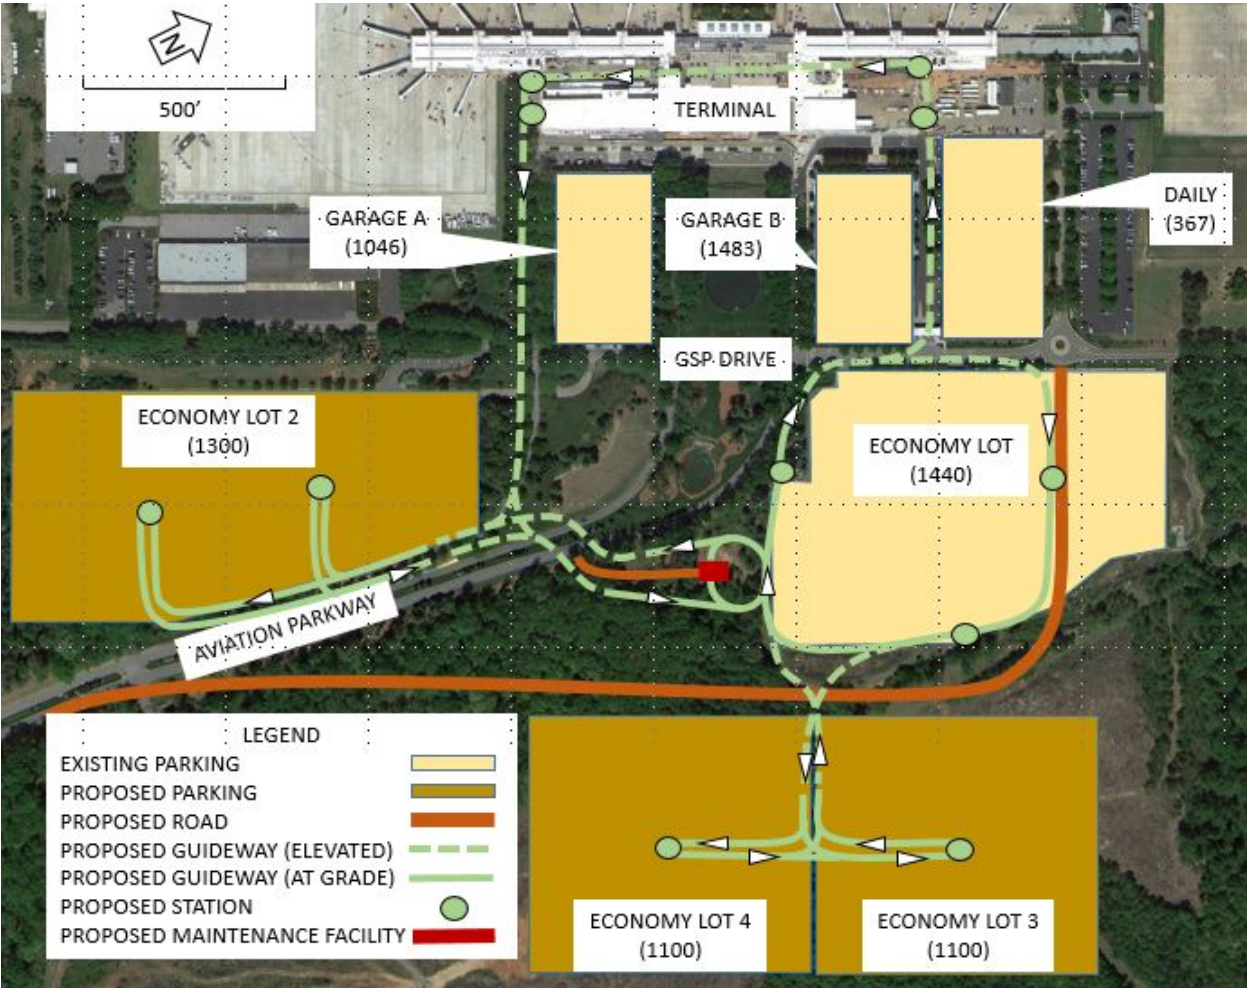 N
500'
TERMINAL
GARAGE A
(1046)
GARAGE B
(1483)
DAILY
(367)
GSP DRIVE
ECONOMY LOT 2
(1300)
ECONOMY LOT
(1440)
AVIATION PARKWAY
LEGEND
EXISTING PARKING
PROPOSED PARKING
PROPOSED ROAD
PROPOSED GUIDEWAY (ELEVATED)
PROPOSED GUIDEWAY (AT GRADE)
PROPOSED STATION
PROPOSED MAINTENANCE FACILITY
ECONOMY LOT 4
(1100)
ECONOMY LOT 3
(1100)